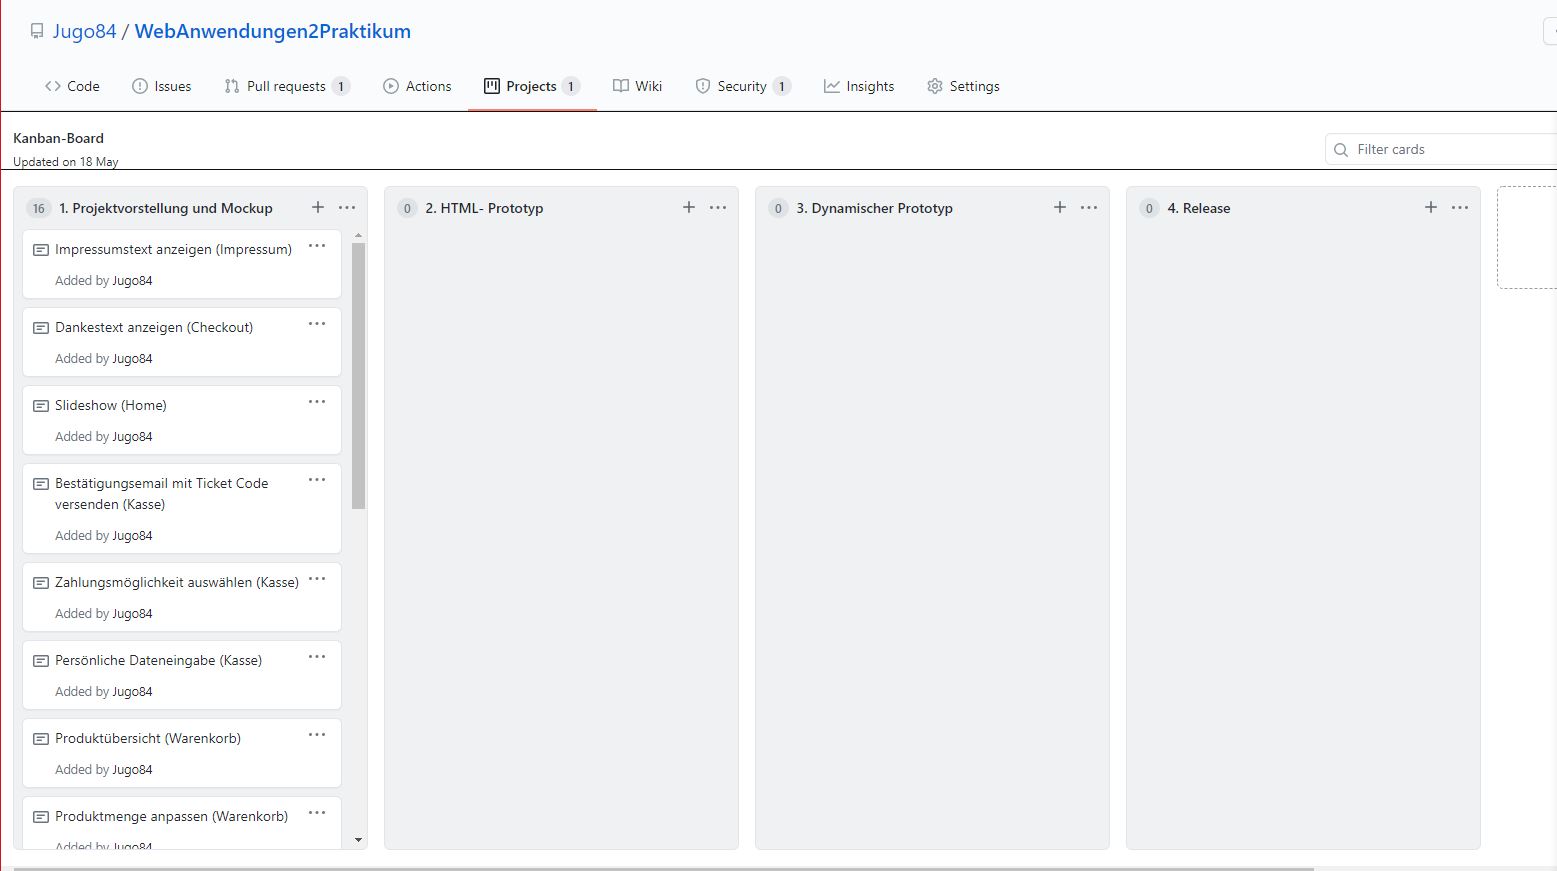 Jugo84 / WebAnwendungen2Praktikum
Code Issues Pull requests 1 Actions Projects 1 Wiki Security 1 Insights Settings
Kanban-Board
Updated on 18 May
Filter cards
16 1. Projektvorstellung und Mockup
Impressumstext anzeigen (Impressum)
Added by Jugo84
Dankestext anzeigen (Checkout)
Added by Jugo84
Slideshow (Home)
Added by Jugo84
Bestätigungsemail mit Ticket Code
versenden (Kasse)
Added by Jugo84
Zahlungsmöglichkeit auswählen (Kasse)
Added by Jugo84
Persönliche Dateneingabe (Kasse)
Added by Jugo84
Produktübersicht (Warenkorb)
Added by Jugo84
Produktmenge anpassen (Warenkorb)
Added by Jugo84
0 2. HTML- Prototyp
0 3. Dynamischer Prototyp
0 4. Release